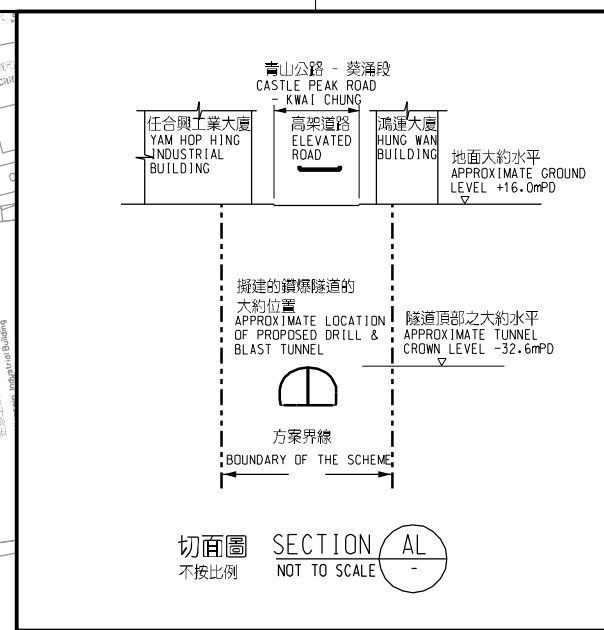 青山公路 - 葵涌段
CASTLE PEAK ROAD
- KWAI CHUNG
任合興工業大廈
YAM HOP HING
INDUSTRIAL
BUILDING
高架道路
ELEVATED
ROAD
鴻運大廈
HUNG WAN
BUILDING
地面大約水平
APPROXIMATE GROUND
LEVEL +16.0mPD
擬建的鑽爆隧道的
大約位置
APPROXIMATE LOCATION
OF PROPOSED DRILL &
BLAST TUNNEL
隧道頂部之大約水平
APPROXIMATE TUNNEL
CROWN LEVEL -32.6mPD
方案界線
BOUNDARY OF THE SCHEME
切面圖 SECTION AL
不按比例 NOT TO SCALE -
Industrial Building